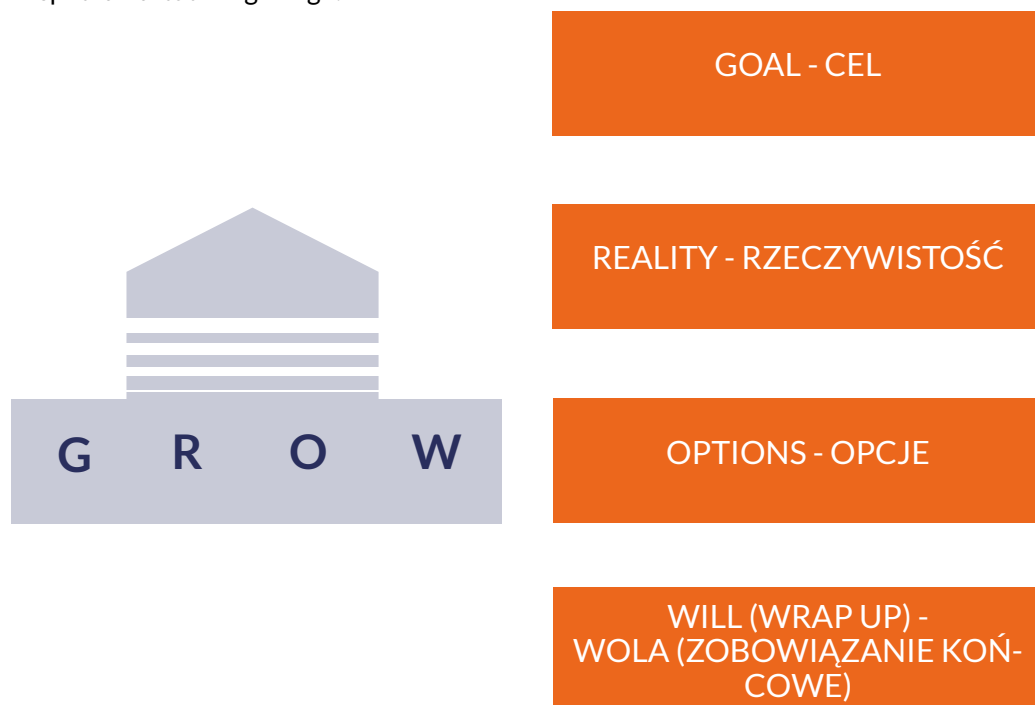 G R O W
GOAL - CEL
REALITY - RZECZYWISTOŚĆ
OPTIONS - OPCJE
WILL (WRAP UP) -
WOLA (ZOBOWIĄZANIE KOŃ-
COWE)